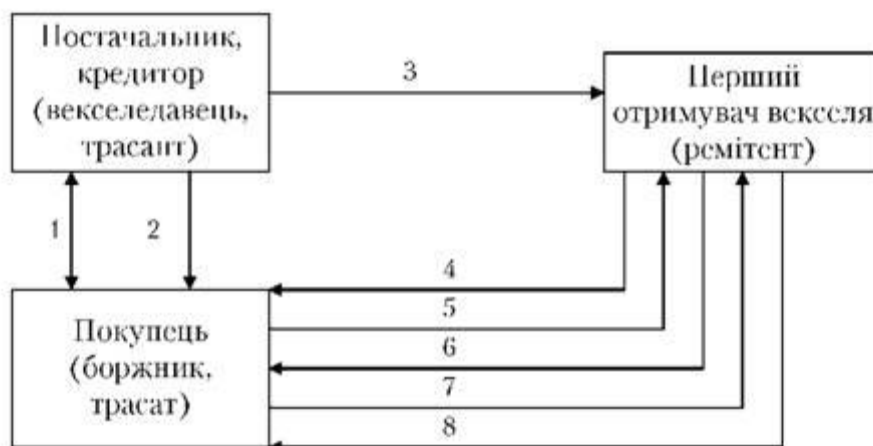 Постачальник,
кредитор
(векселедавець,
трасант)
3
Перший
отримувач векселя
(ремітент)
1
2
4
5
6
7
8
Покупець
(боржник,
трасат)